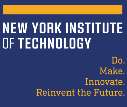 NEW YORK INSTITUTE
OF TECHNOLOGY
Do.
Make.
Innovate.
Reinvent the Future.